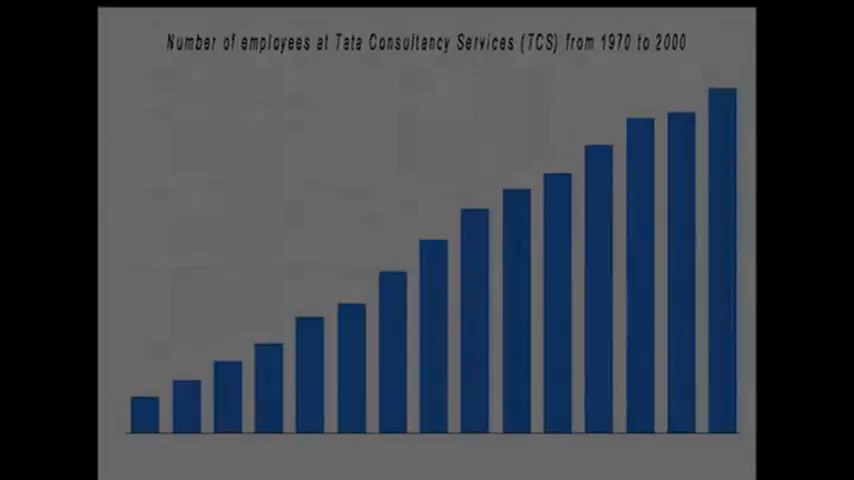 Number of employees at Tata Consultancy Services (TCS) from 1970 to 2000